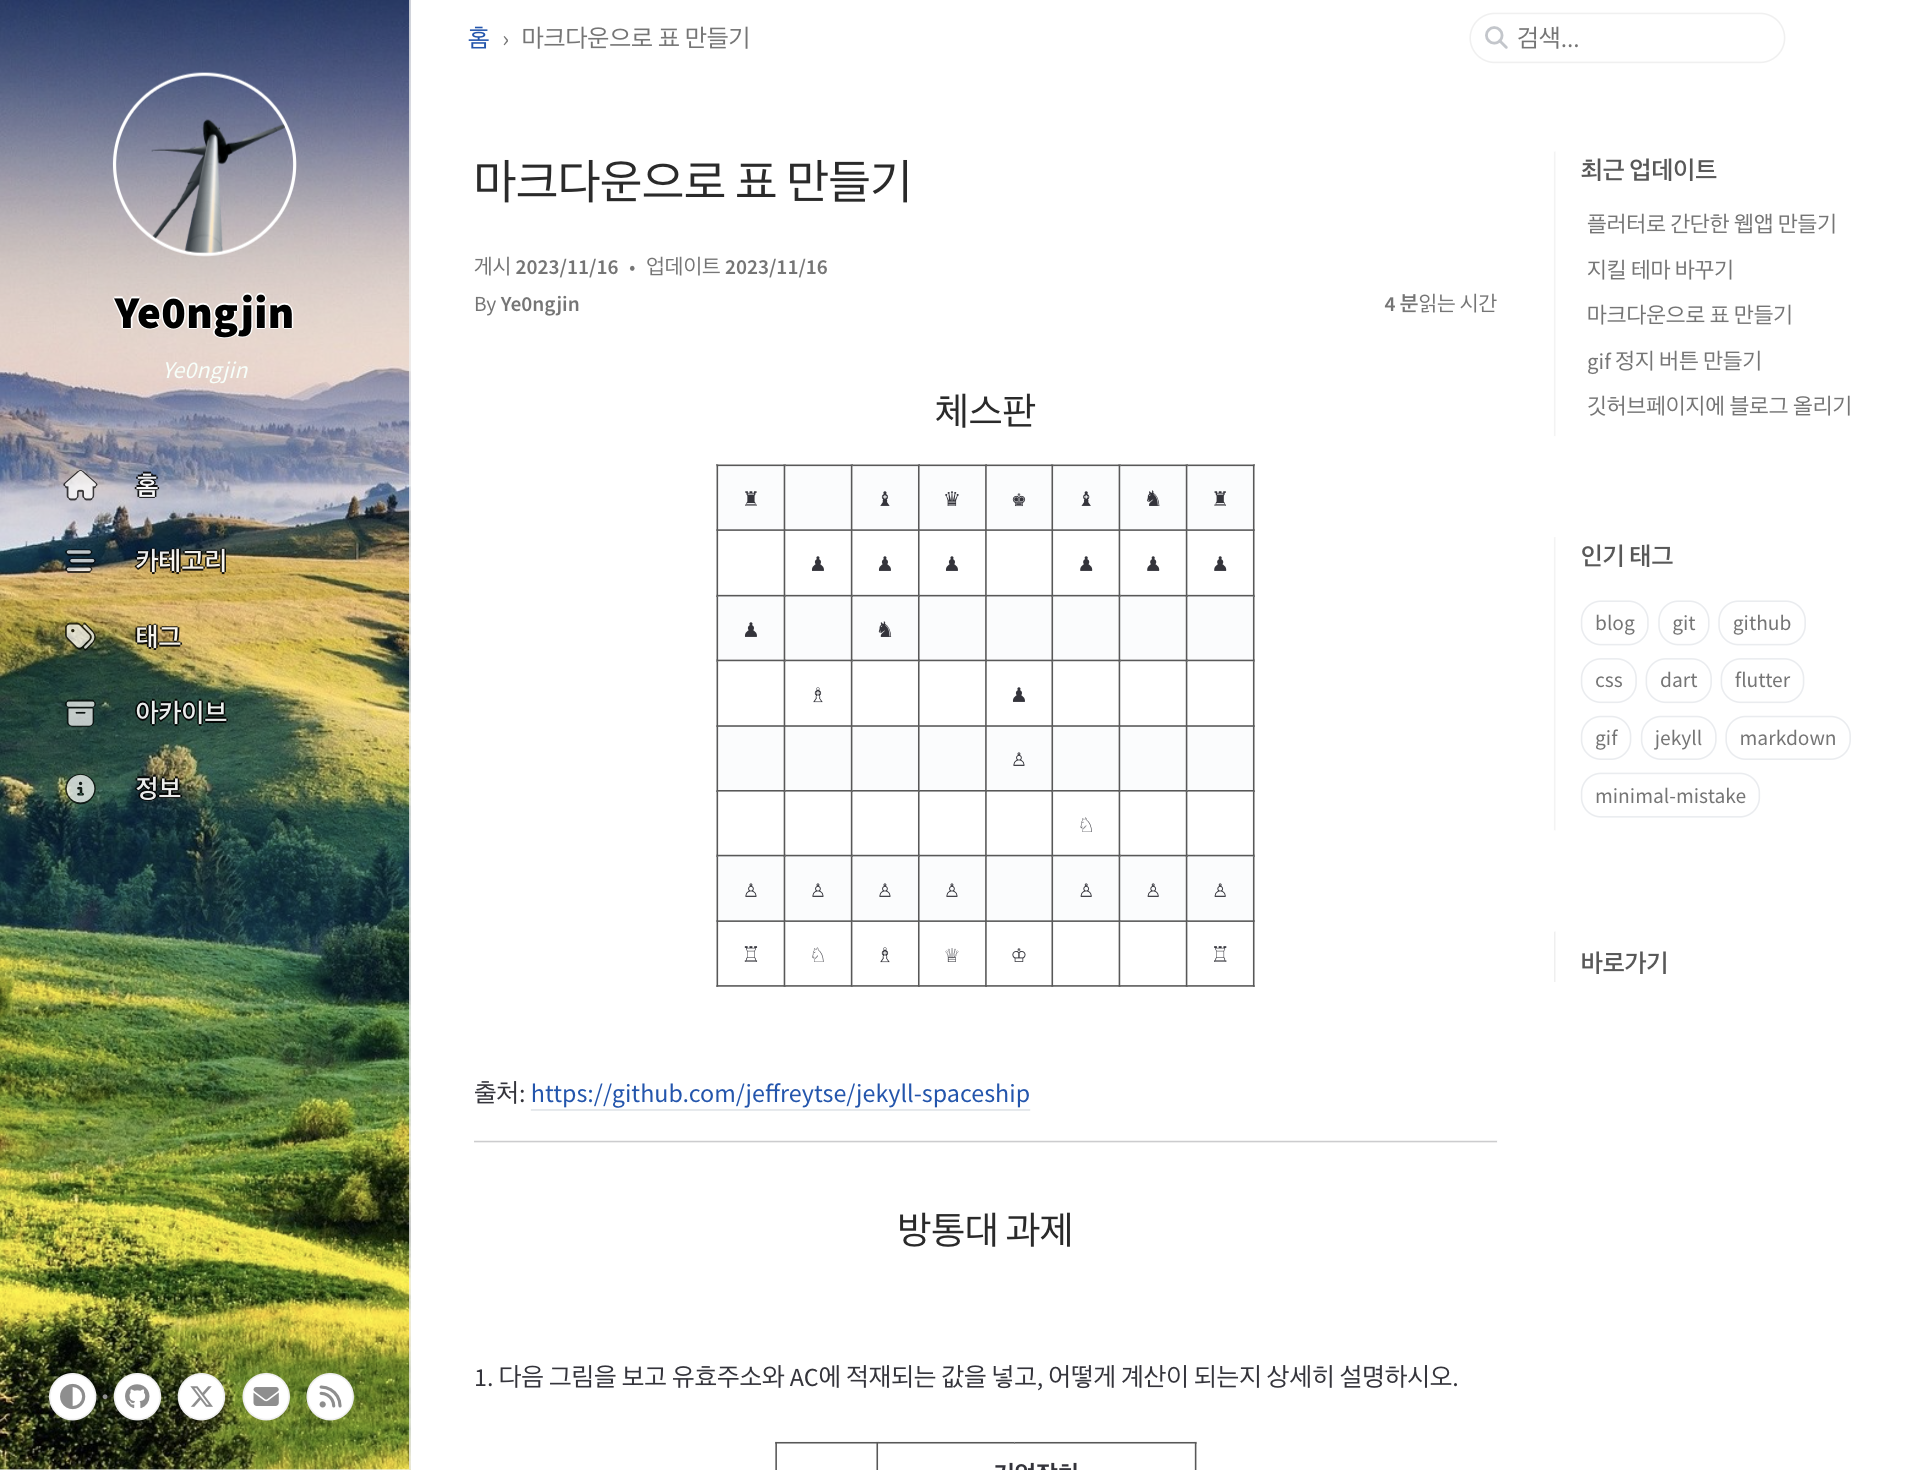 Ye0ngjin
Ye0ngjin
홈
카테고리
태그
아카이브
정보
홈 › 마크다운으로 표 만들기
검색...
마크다운으로 표 만들기
게시 2023/11/16 • 업데이트 2023/11/16
By Ye0ngjin
4 분읽는 시간
체스판
♜ ♝ ♛ ♚ ♝ ♞ ♜
♟ ♟ ♟ ♟ ♟ ♟
♟ ♞
♗ ♟
♙
♘
♙ ♙ ♙ ♙ ♙ ♙ ♙
♖ ♘ ♗ ♕ ♔ ♖
출처: https://github.com/jeffreytse/jekyll-spaceship
방통대 과제
1. 다음 그림을 보고 유효주소와 AC에 적재되는 값을 넣고, 어떻게 계산이 되는지 상세히 설명하시오.
최근 업데이트
플러터로 간단한 웹앱 만들기
지킬 테마 바꾸기
마크다운으로 표 만들기
gif 정지 버튼 만들기
깃허브페이지에 블로그 올리기
인기 태그
blog git github
css dart flutter
gif jekyll markdown
minimal-mistake
바로가기